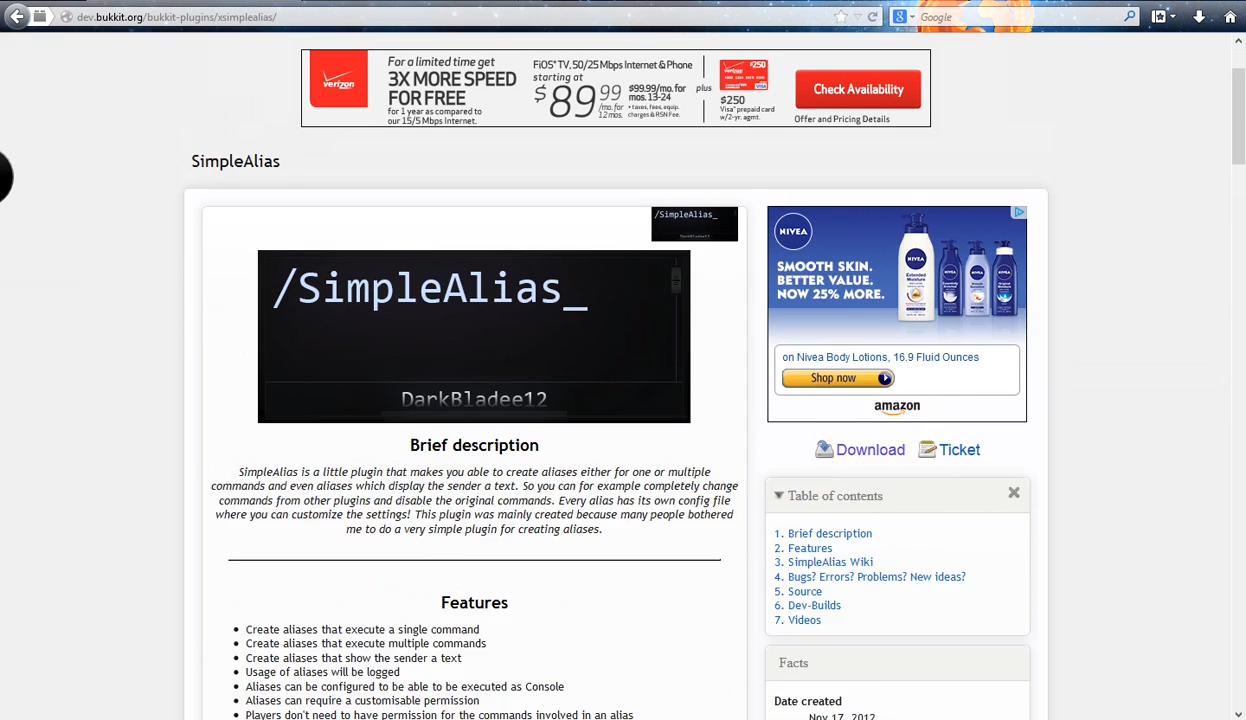 dev.bukkit.org/bukkit-plugins/xsimplealias/
Google
verizon
For a limited time get
3X MORE SPEED
FOR FREE
for 1 year as compared to
our 15/5 Mbps Internet.
FiOS® TV, 50/25 Mbps Internet & Phone
starting at
$89 99
/mo. for
12 mos.
$99.99/mo. for
mos. 13-24
+ taxes, fees, equip.
charges & RSN Fee.
plus
$250
$250
Visa® prepaid card
w/2-yr. agmt.
Check Availability
Offer and Pricing Details
SimpleAlias
/SimpleAlias_
/SimpleAlias_
DarkBladee12
Brief description
SimpleAlias is a little plugin that makes you able to create aliases either for one or multiple
commands and even aliases which display the sender a text. So you can for example completely change
commands from other plugins and disable the original commands. Every alias has its own config file
where you can customize the settings! This plugin was mainly created because many people bothered
me to do a very simple plugin for creating aliases.
Features
• Create aliases that execute a single command
• Create aliases that execute multiple commands
• Create aliases that show the sender a text
• Usage of aliases will be logged
• Aliases can be configured to be able to be executed as Console
• Aliases can require a customisable permission
• Players don't need to have permission for the commands involved in an alias
NIVEA
SMOOTH SKIN.
BETTER VALUE.
NOW 25% MORE.
NIVEA
on Nivea Body Lotions, 16.9 Fluid Ounces
Shop now
amazon
Download
Ticket
Table of contents
1. Brief description
2. Features
3. SimpleAlias Wiki
4. Bugs? Errors? Problems? New ideas?
5. Source
6. Dev-Builds
7. Videos
Facts
Date created
Nov 17, 2012